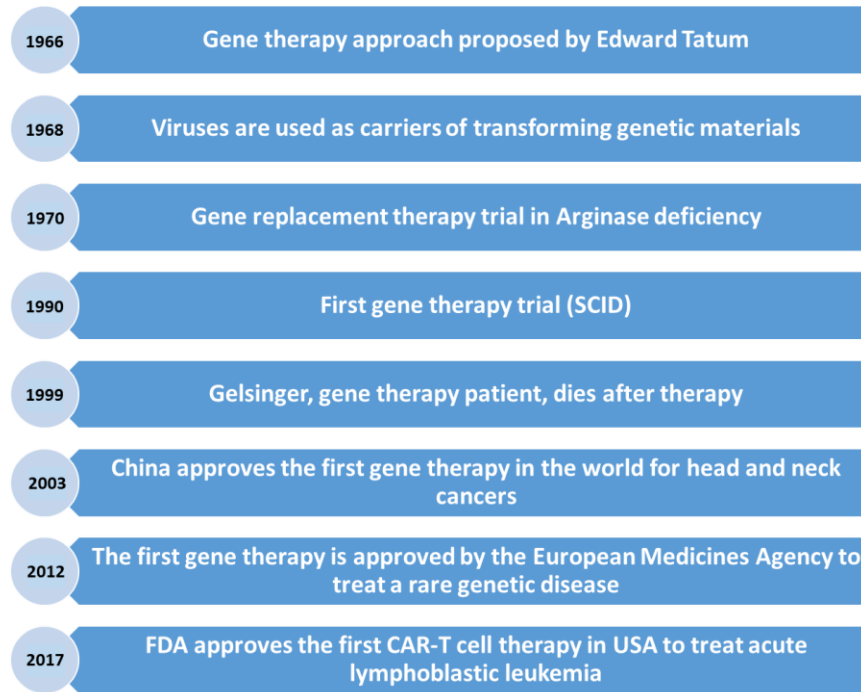 1966
Gene therapy approach proposed by Edward Tatum
1968
Viruses are used as carriers of transforming genetic materials
1970
Gene replacement therapy trial in Arginase deficiency
1990
First gene therapy trial (SCID)
1999
Gelsinger, gene therapy patient, dies after therapy
2003
China approves the first gene therapy in the world for head and neck
cancers
2012
The first gene therapy is approved by the European Medicines Agency to
treat a rare genetic disease
2017
FDA approves the first CAR-T cell therapy in USA to treat acute
lymphoblastic leukemia